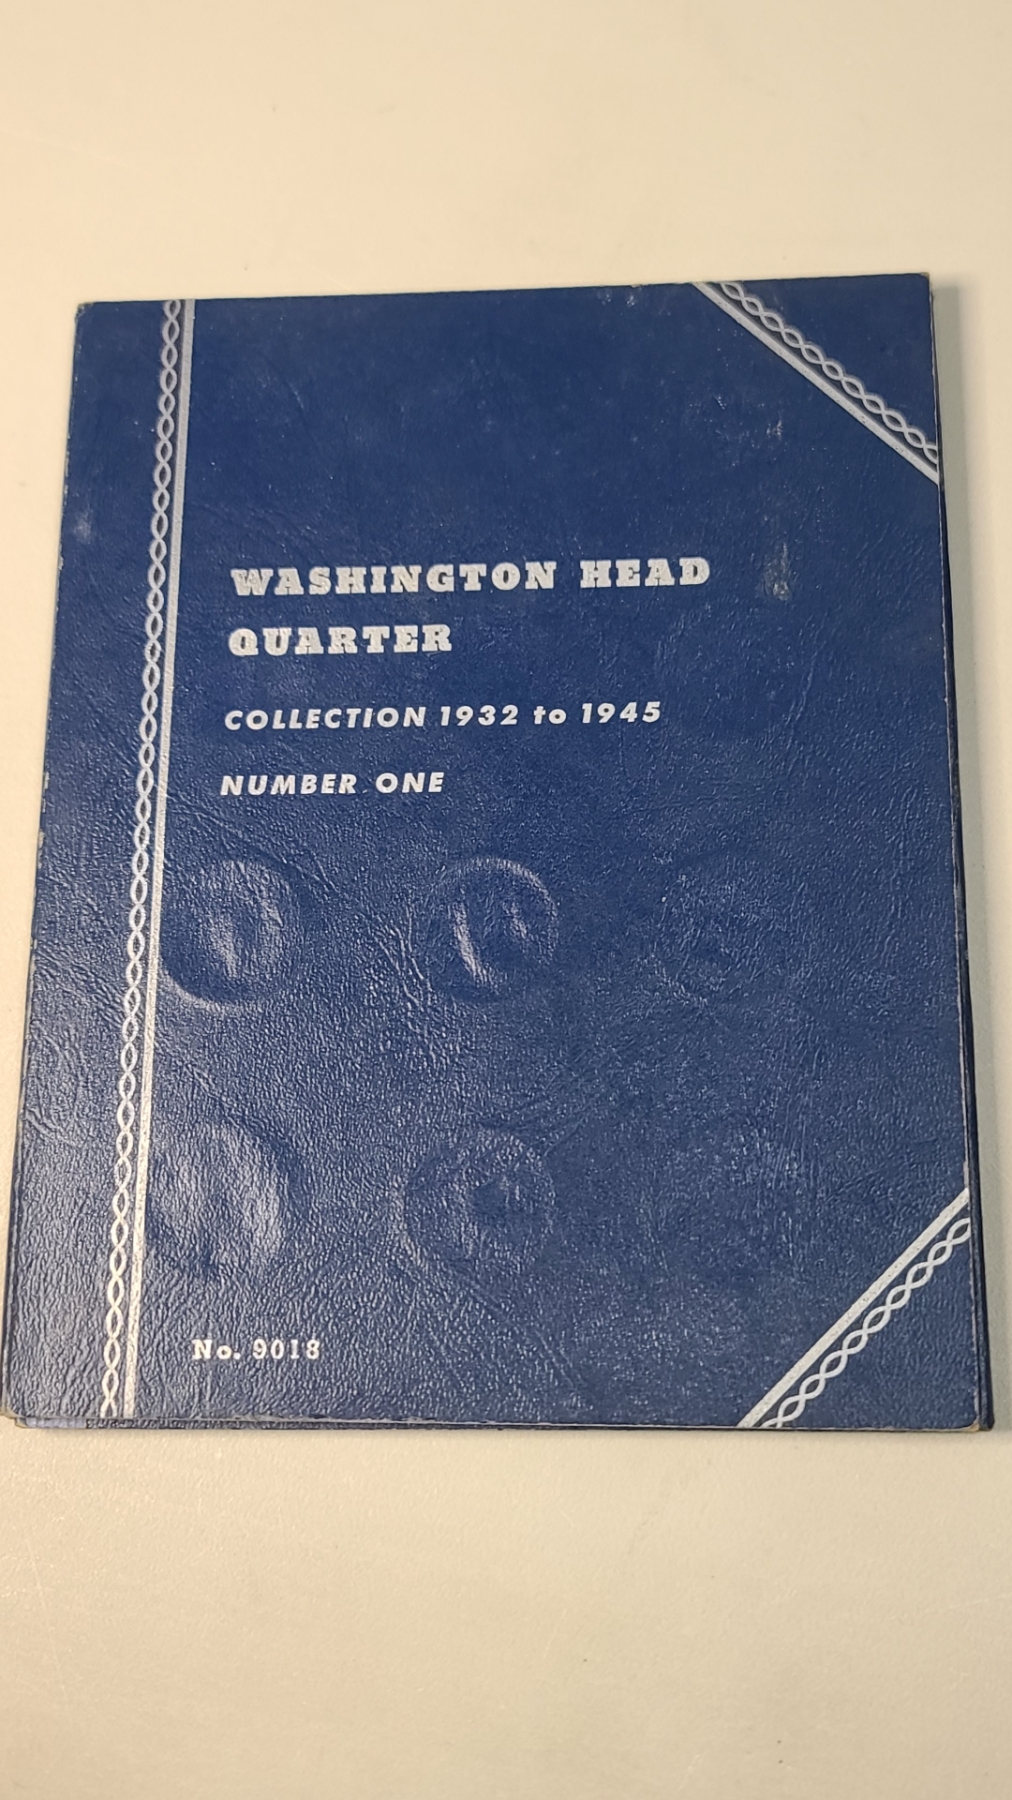 WASHINGTON HEAD
QUARTER
COLLECTION 1932 to 1945
NUMBER ONE
No. 9018